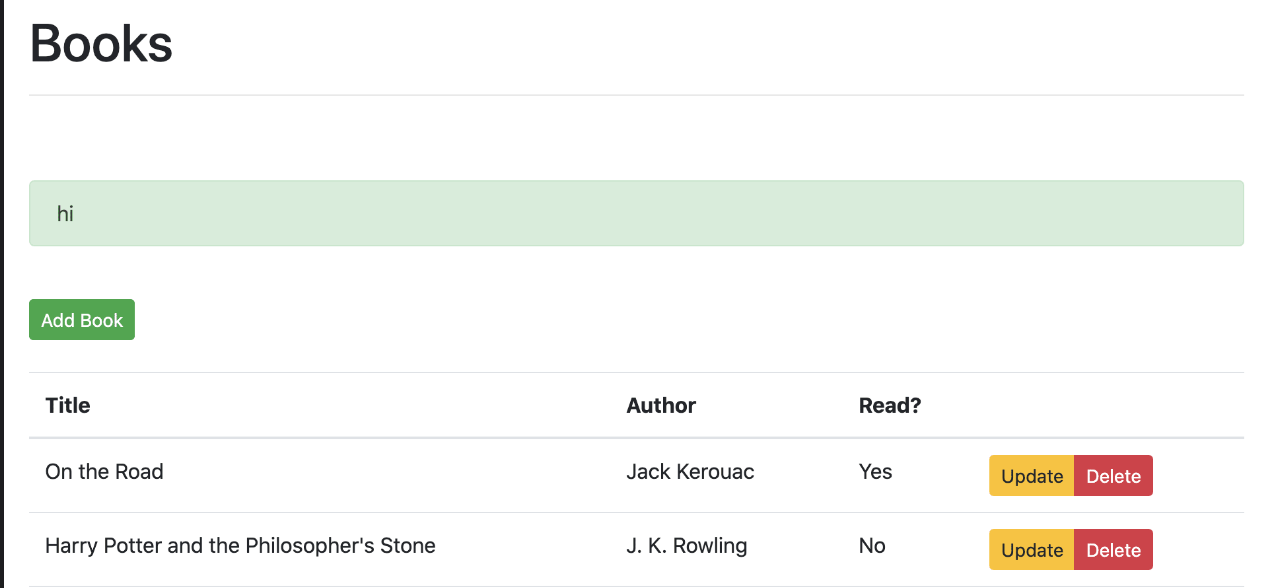 Books
hi
Add Book
Title Author Read?
On the Road Jack Kerouac Yes Update Delete
Harry Potter and the Philosopher's Stone J. K. Rowling No Update Delete